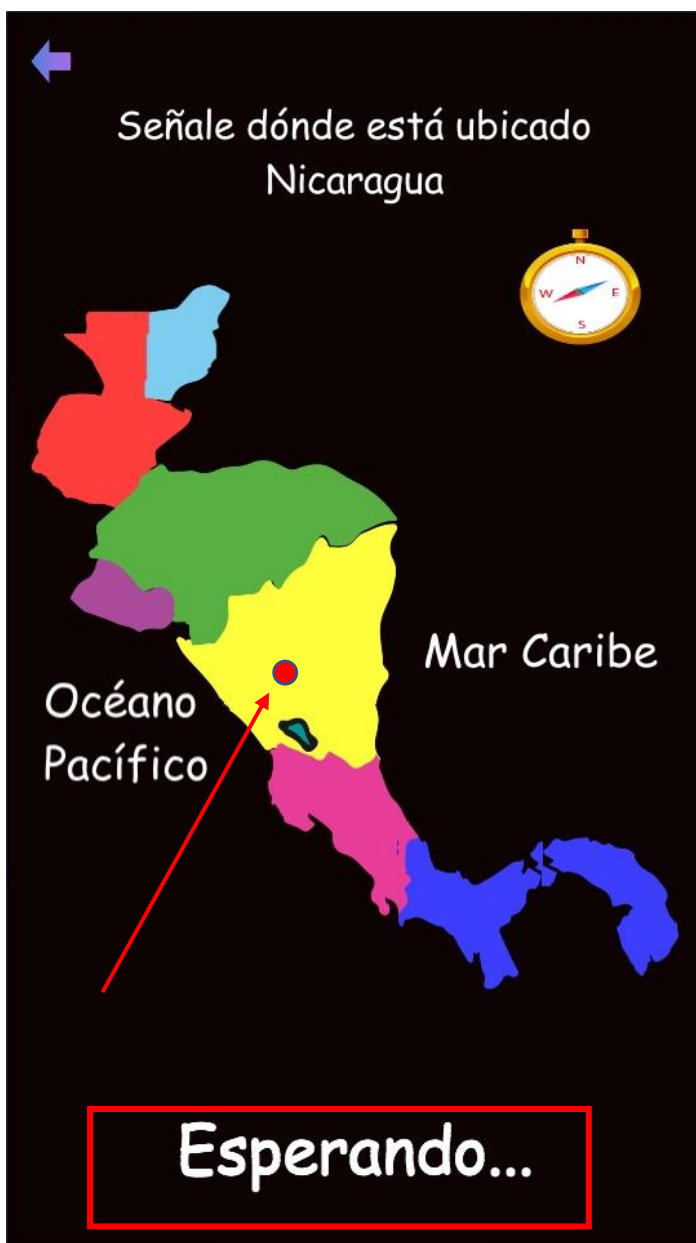 Señale dónde está ubicado
Nicaragua
N
W E
S
Mar Caribe
Océano
Pacífico
Esperando...